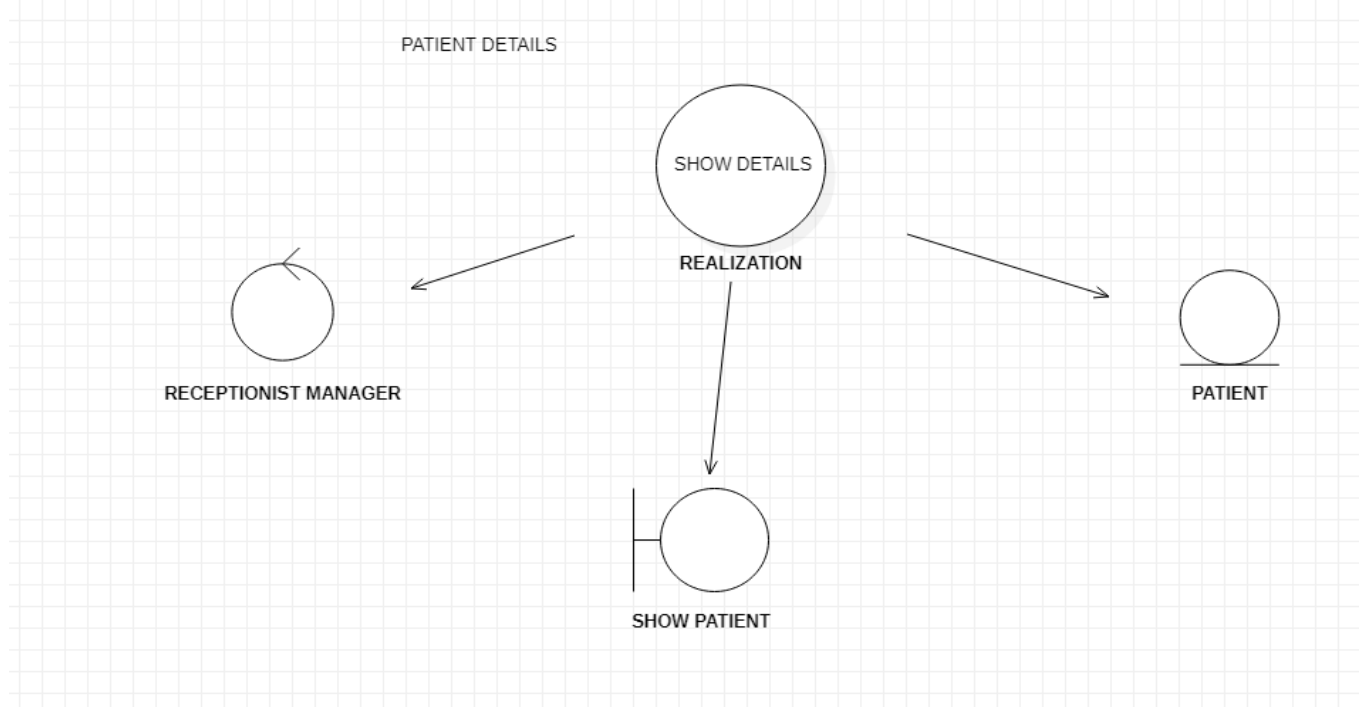 PATIENT DETAILS
SHOW DETAILS
REALIZATION
RECEPTIONIST MANAGER
PATIENT
SHOW PATIENT